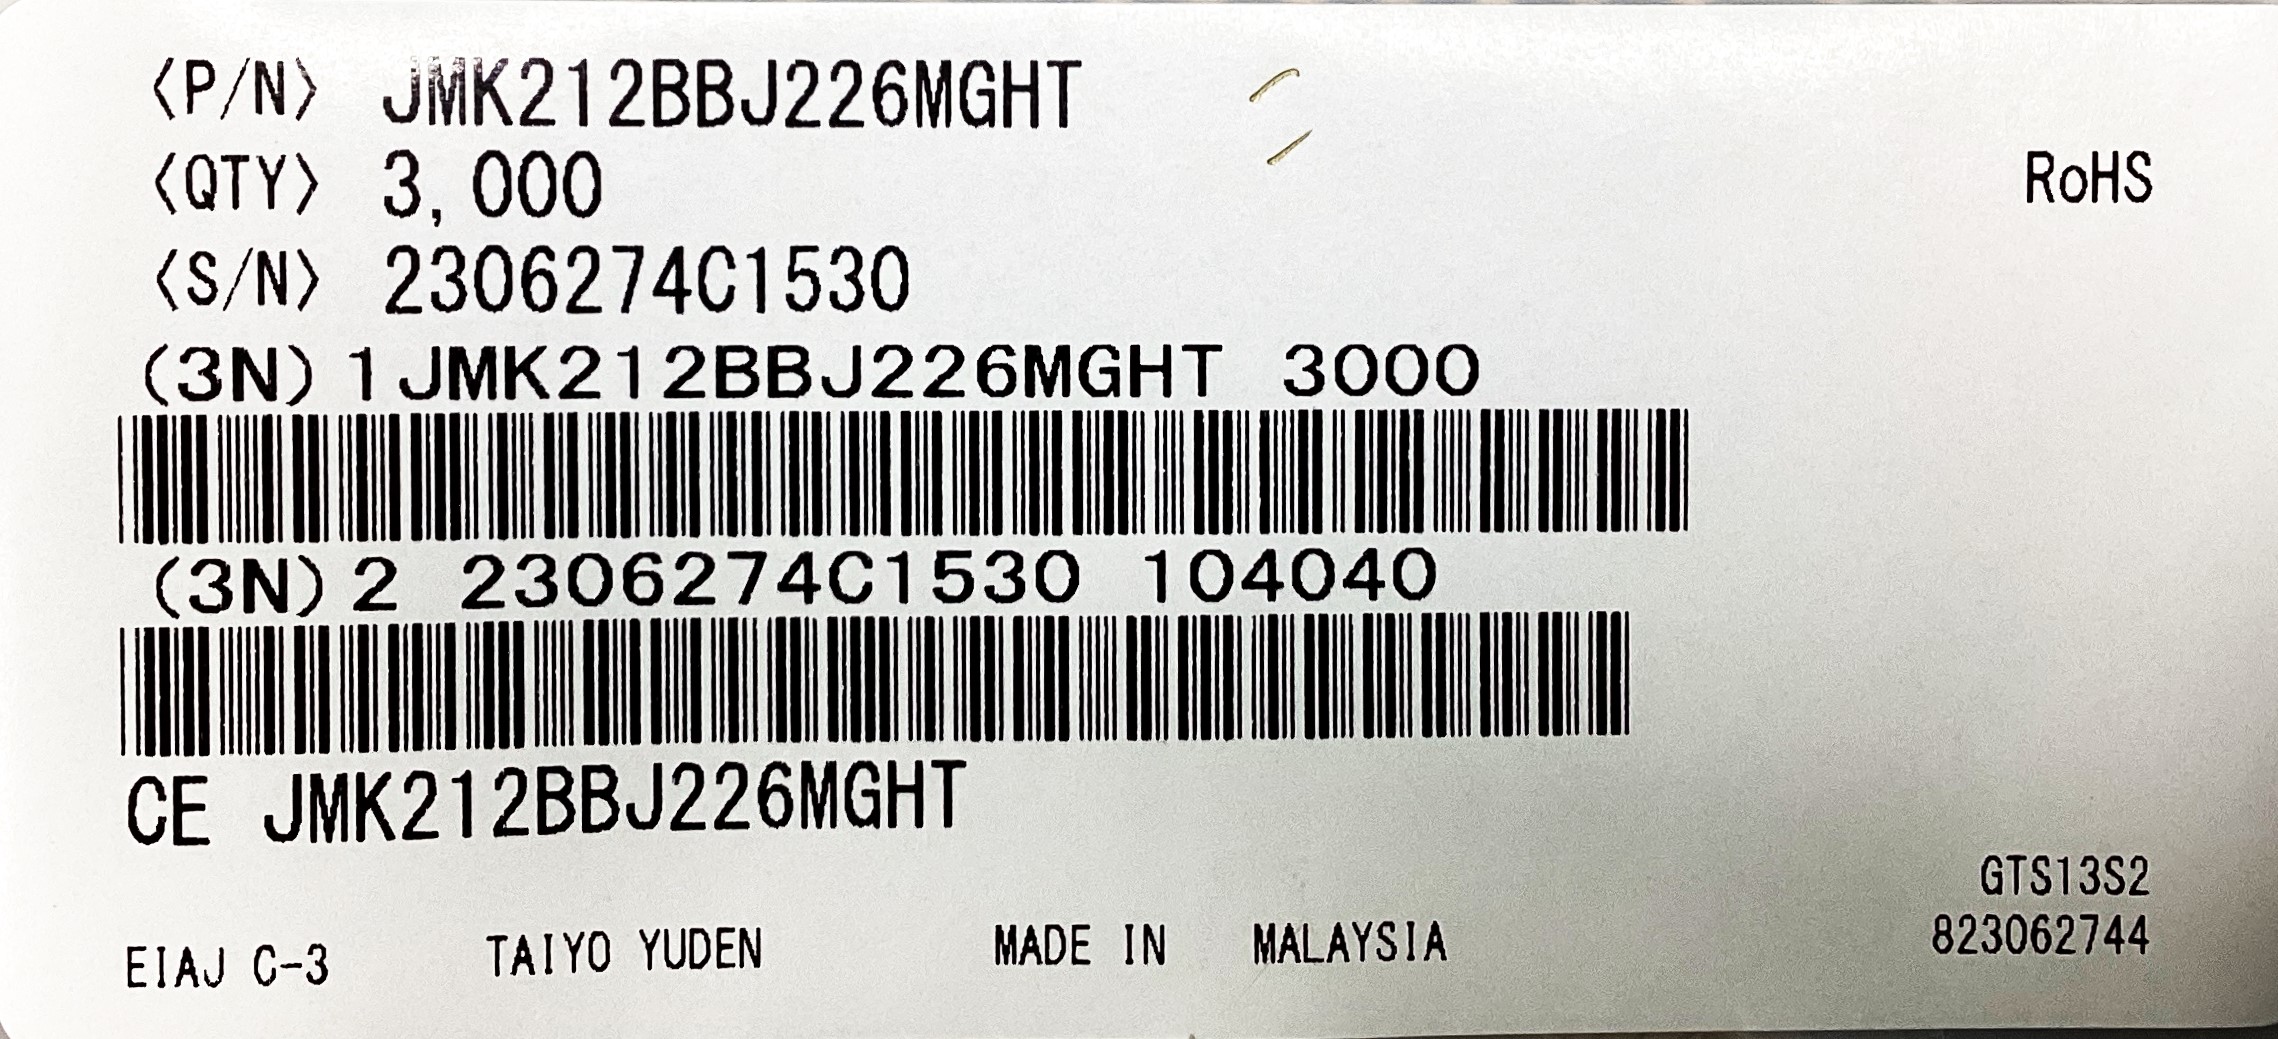 〈P/N〉 JMK212BBJ226MGHT
〈QTY〉 3,000
RoHS
〈S/N〉 2306274C1530
(3N)1JMK212BBJ226MGHT 3000
(3N)2 2306274C1530 104040
CE JMK212BBJ226MGHT
GTS13S2
823062744
EIAJ C-3 TAIYO YUDEN MADE IN MALAYSIA